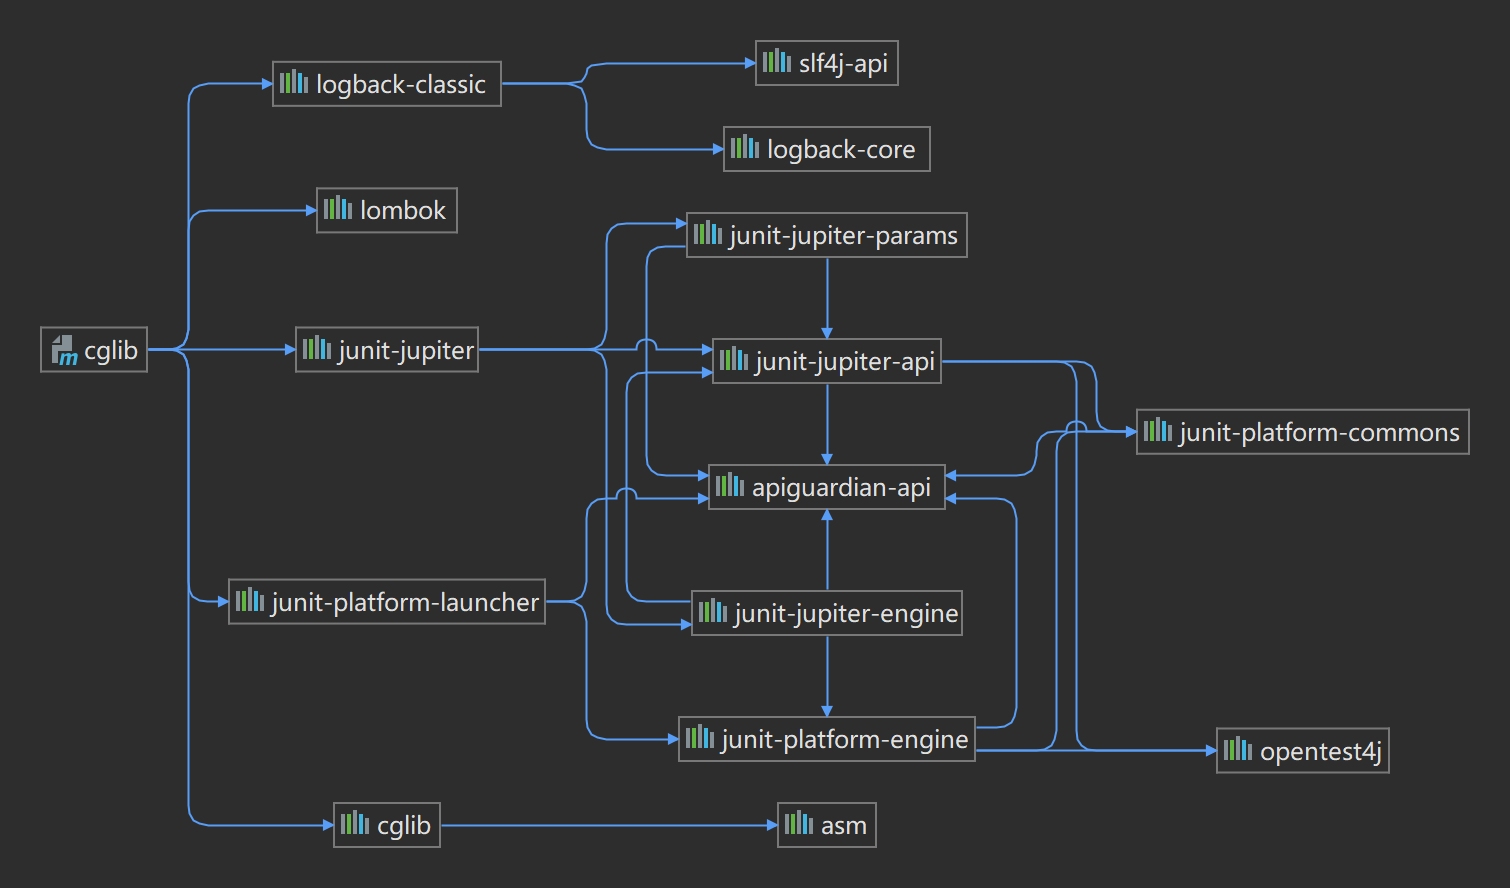 slf4j-api
logback-classic
logback-core
lombok
junit-jupiter-params
m cglib
junit-jupiter
junit-jupiter-api
junit-platform-commons
apiguardian-api
junit-platform-launcher
junit-jupiter-engine
junit-platform-engine
opentest4j
cglib
asm